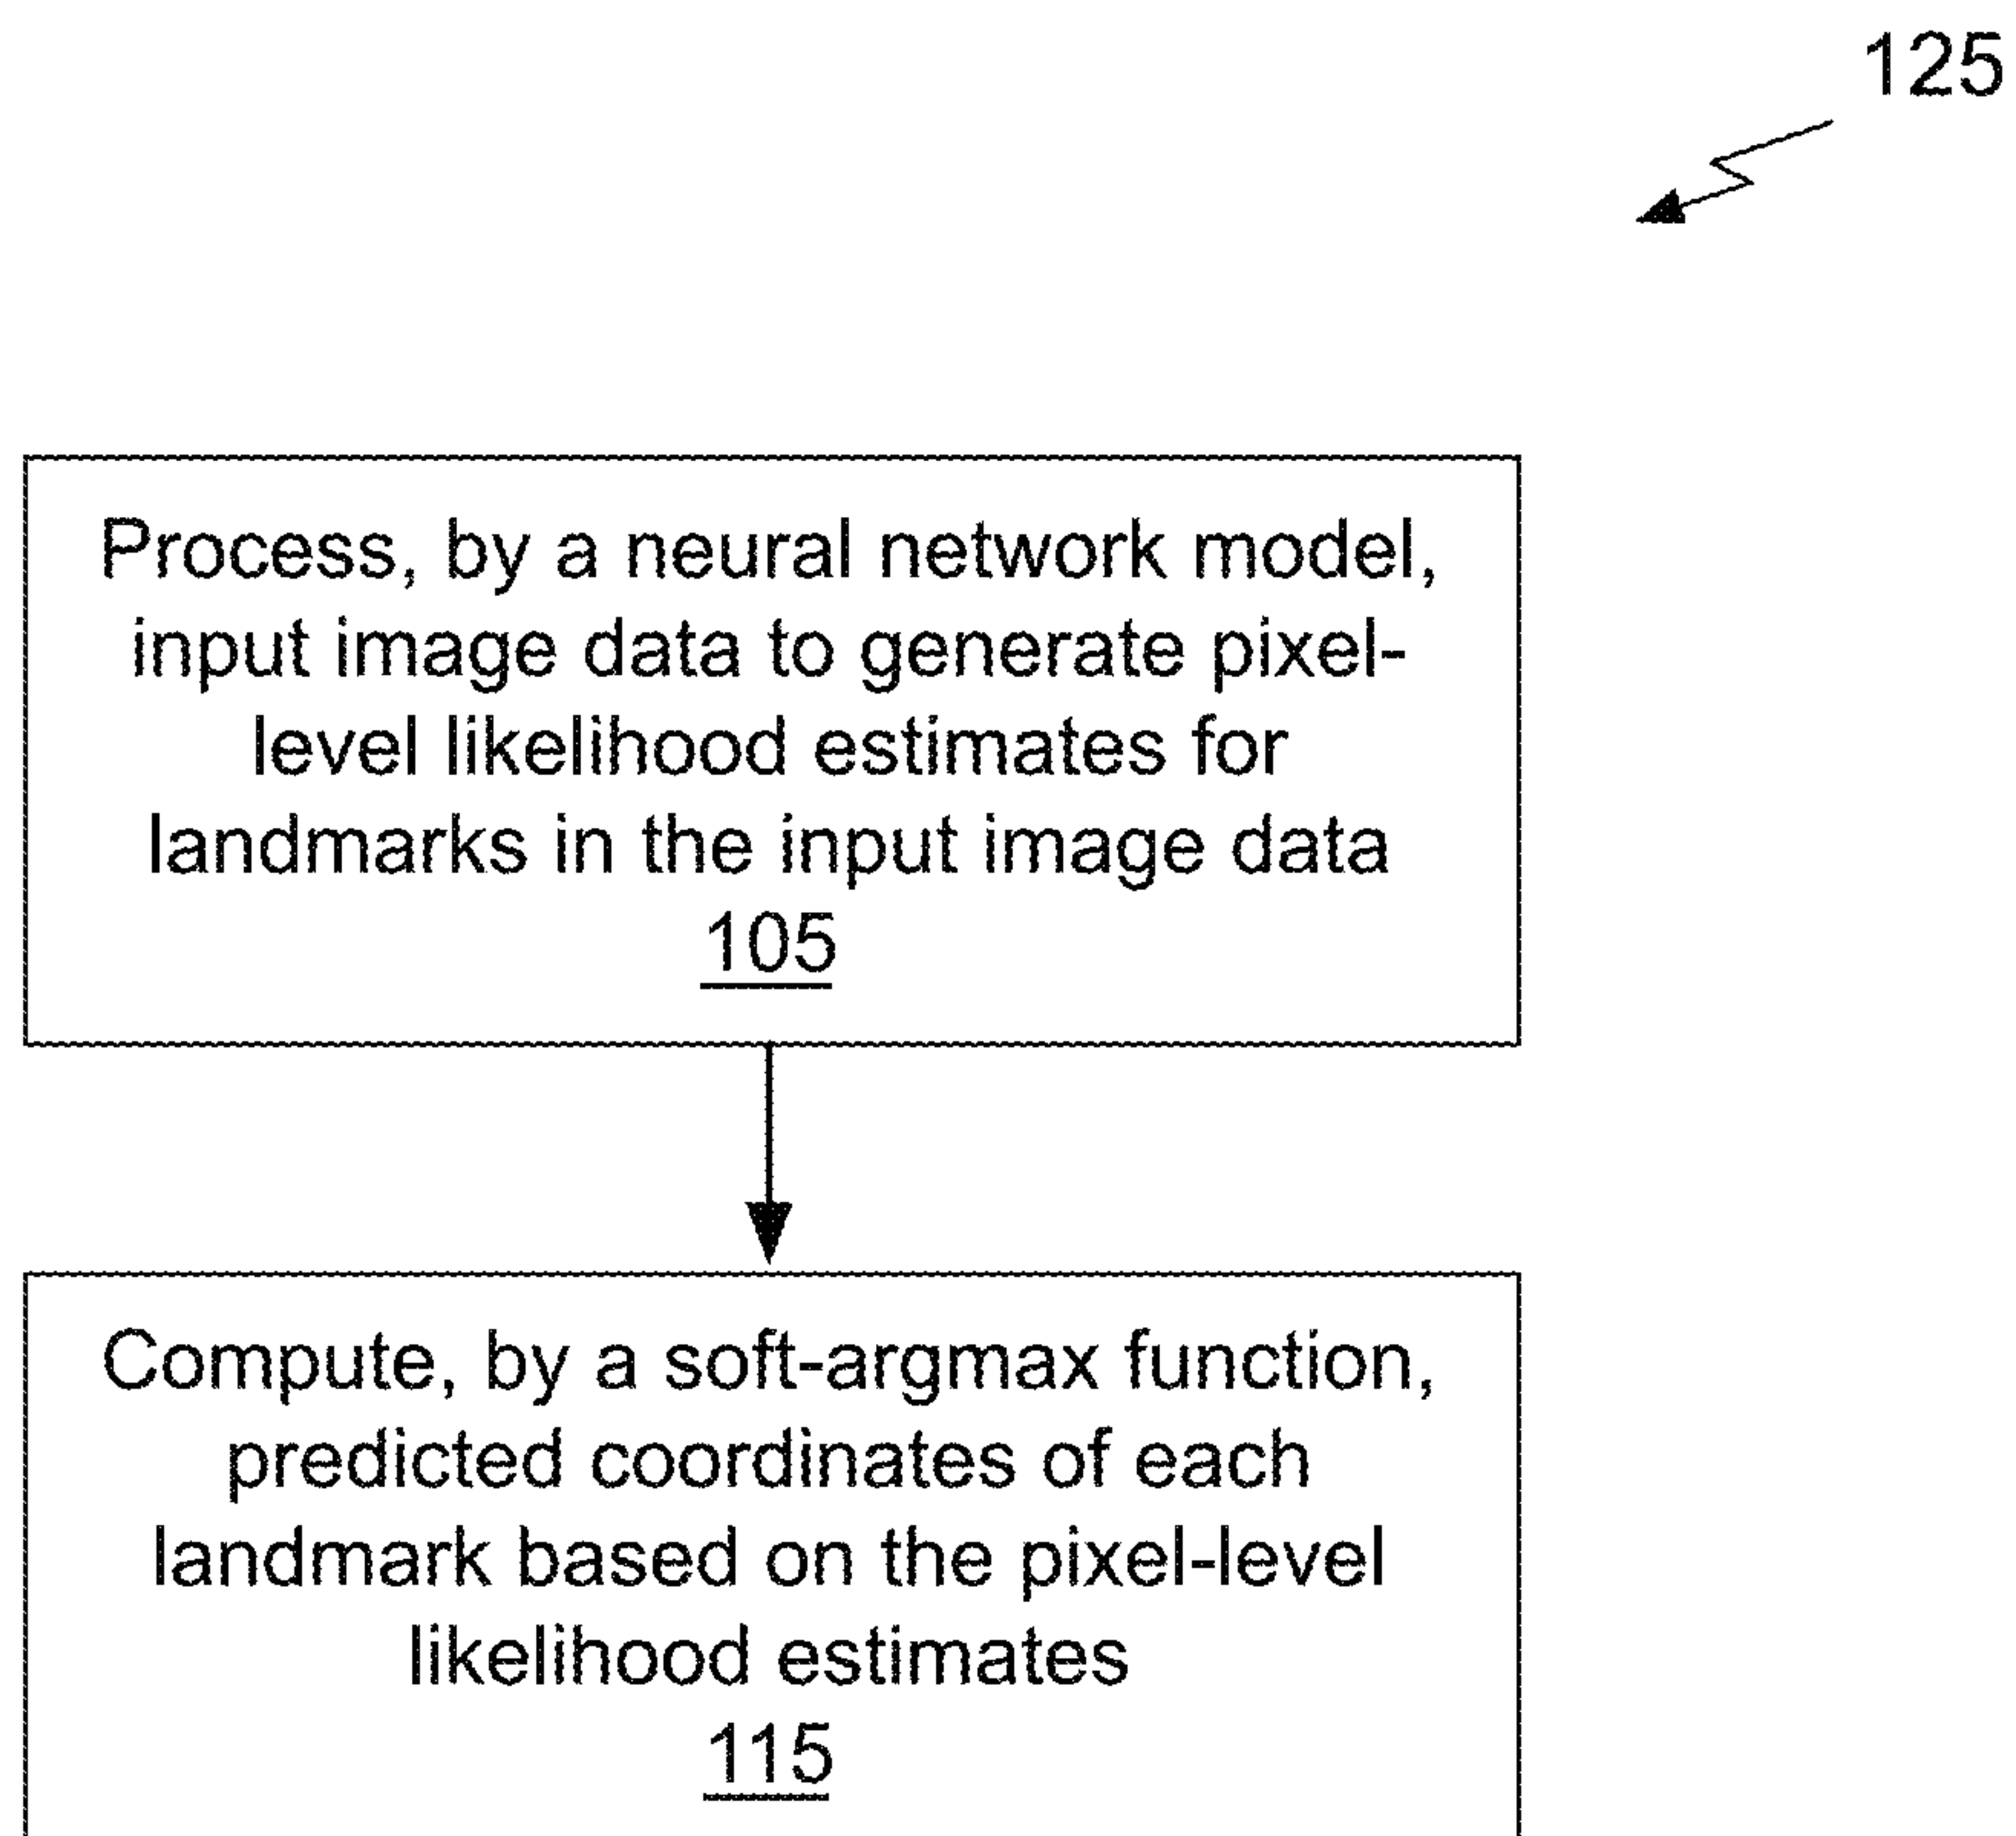 125
Process, by a neural network model,
input image data to generate pixel-
level likelihood estimates for
landmarks in the input image data
105
Compute, by a soft-argmax function,
predicted coordinates of each
landmark based on the pixel-level
likelihood estimates
115